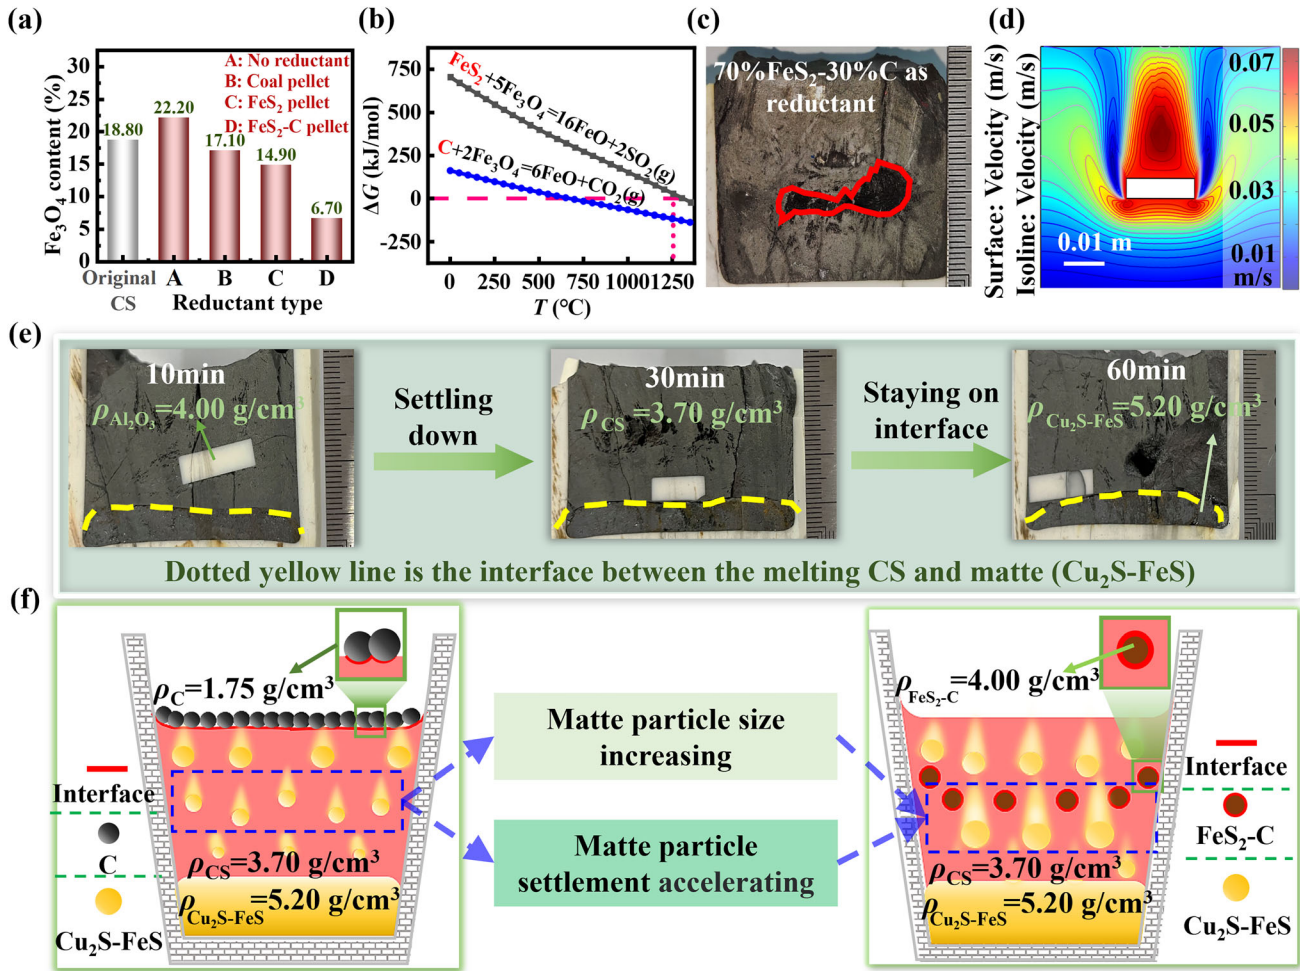 (a)
Fe₃O₄ content (%)
30
25
20
15
10
5
0
A: No reductant
B: Coal pellet
C: FeS₂ pellet
D: FeS₂-C pellet
18.80
22.20
17.10
14.90
6.70
Original
CS
A
B
C
D
Reductant type
(b)
ΔG (kJ/mol)
750
500
250
0
-250
FeS₂+5Fe₃O₄=16FeO+2SO₂(g)
C+2Fe₃O₄=6FeO+CO₂(g)
0
250
500
750
1000
1250
T (°C)
(c)
70%FeS₂-30%C as
reductant
(d)
Surface: Velocity (m/s)
Isoline: Velocity (m/s)
0.07
0.05
0.03
0.01
m/s
0.01 m
(e)
10min
ρAl₂O₃=4.00 g/cm³
Settling
down
30min
ρCS=3.70 g/cm³
Staying on
interface
60min
ρCu₂S-FeS=5.20 g/cm³
Dotted yellow line is the interface between the melting CS and matte (Cu₂S-FeS)
(f)
ρC=1.75 g/cm³
Interface
C
Cu₂S-FeS
ρCS=3.70 g/cm³
ρCu₂S-FeS=5.20 g/cm³
Matte particle size
increasing
Matte particle
settlement accelerating
ρFeS₂-C=4.00 g/cm³
ρCS=3.70 g/cm³
ρCu₂S-FeS=5.20 g/cm³
Interface
FeS₂-C
Cu₂S-FeS